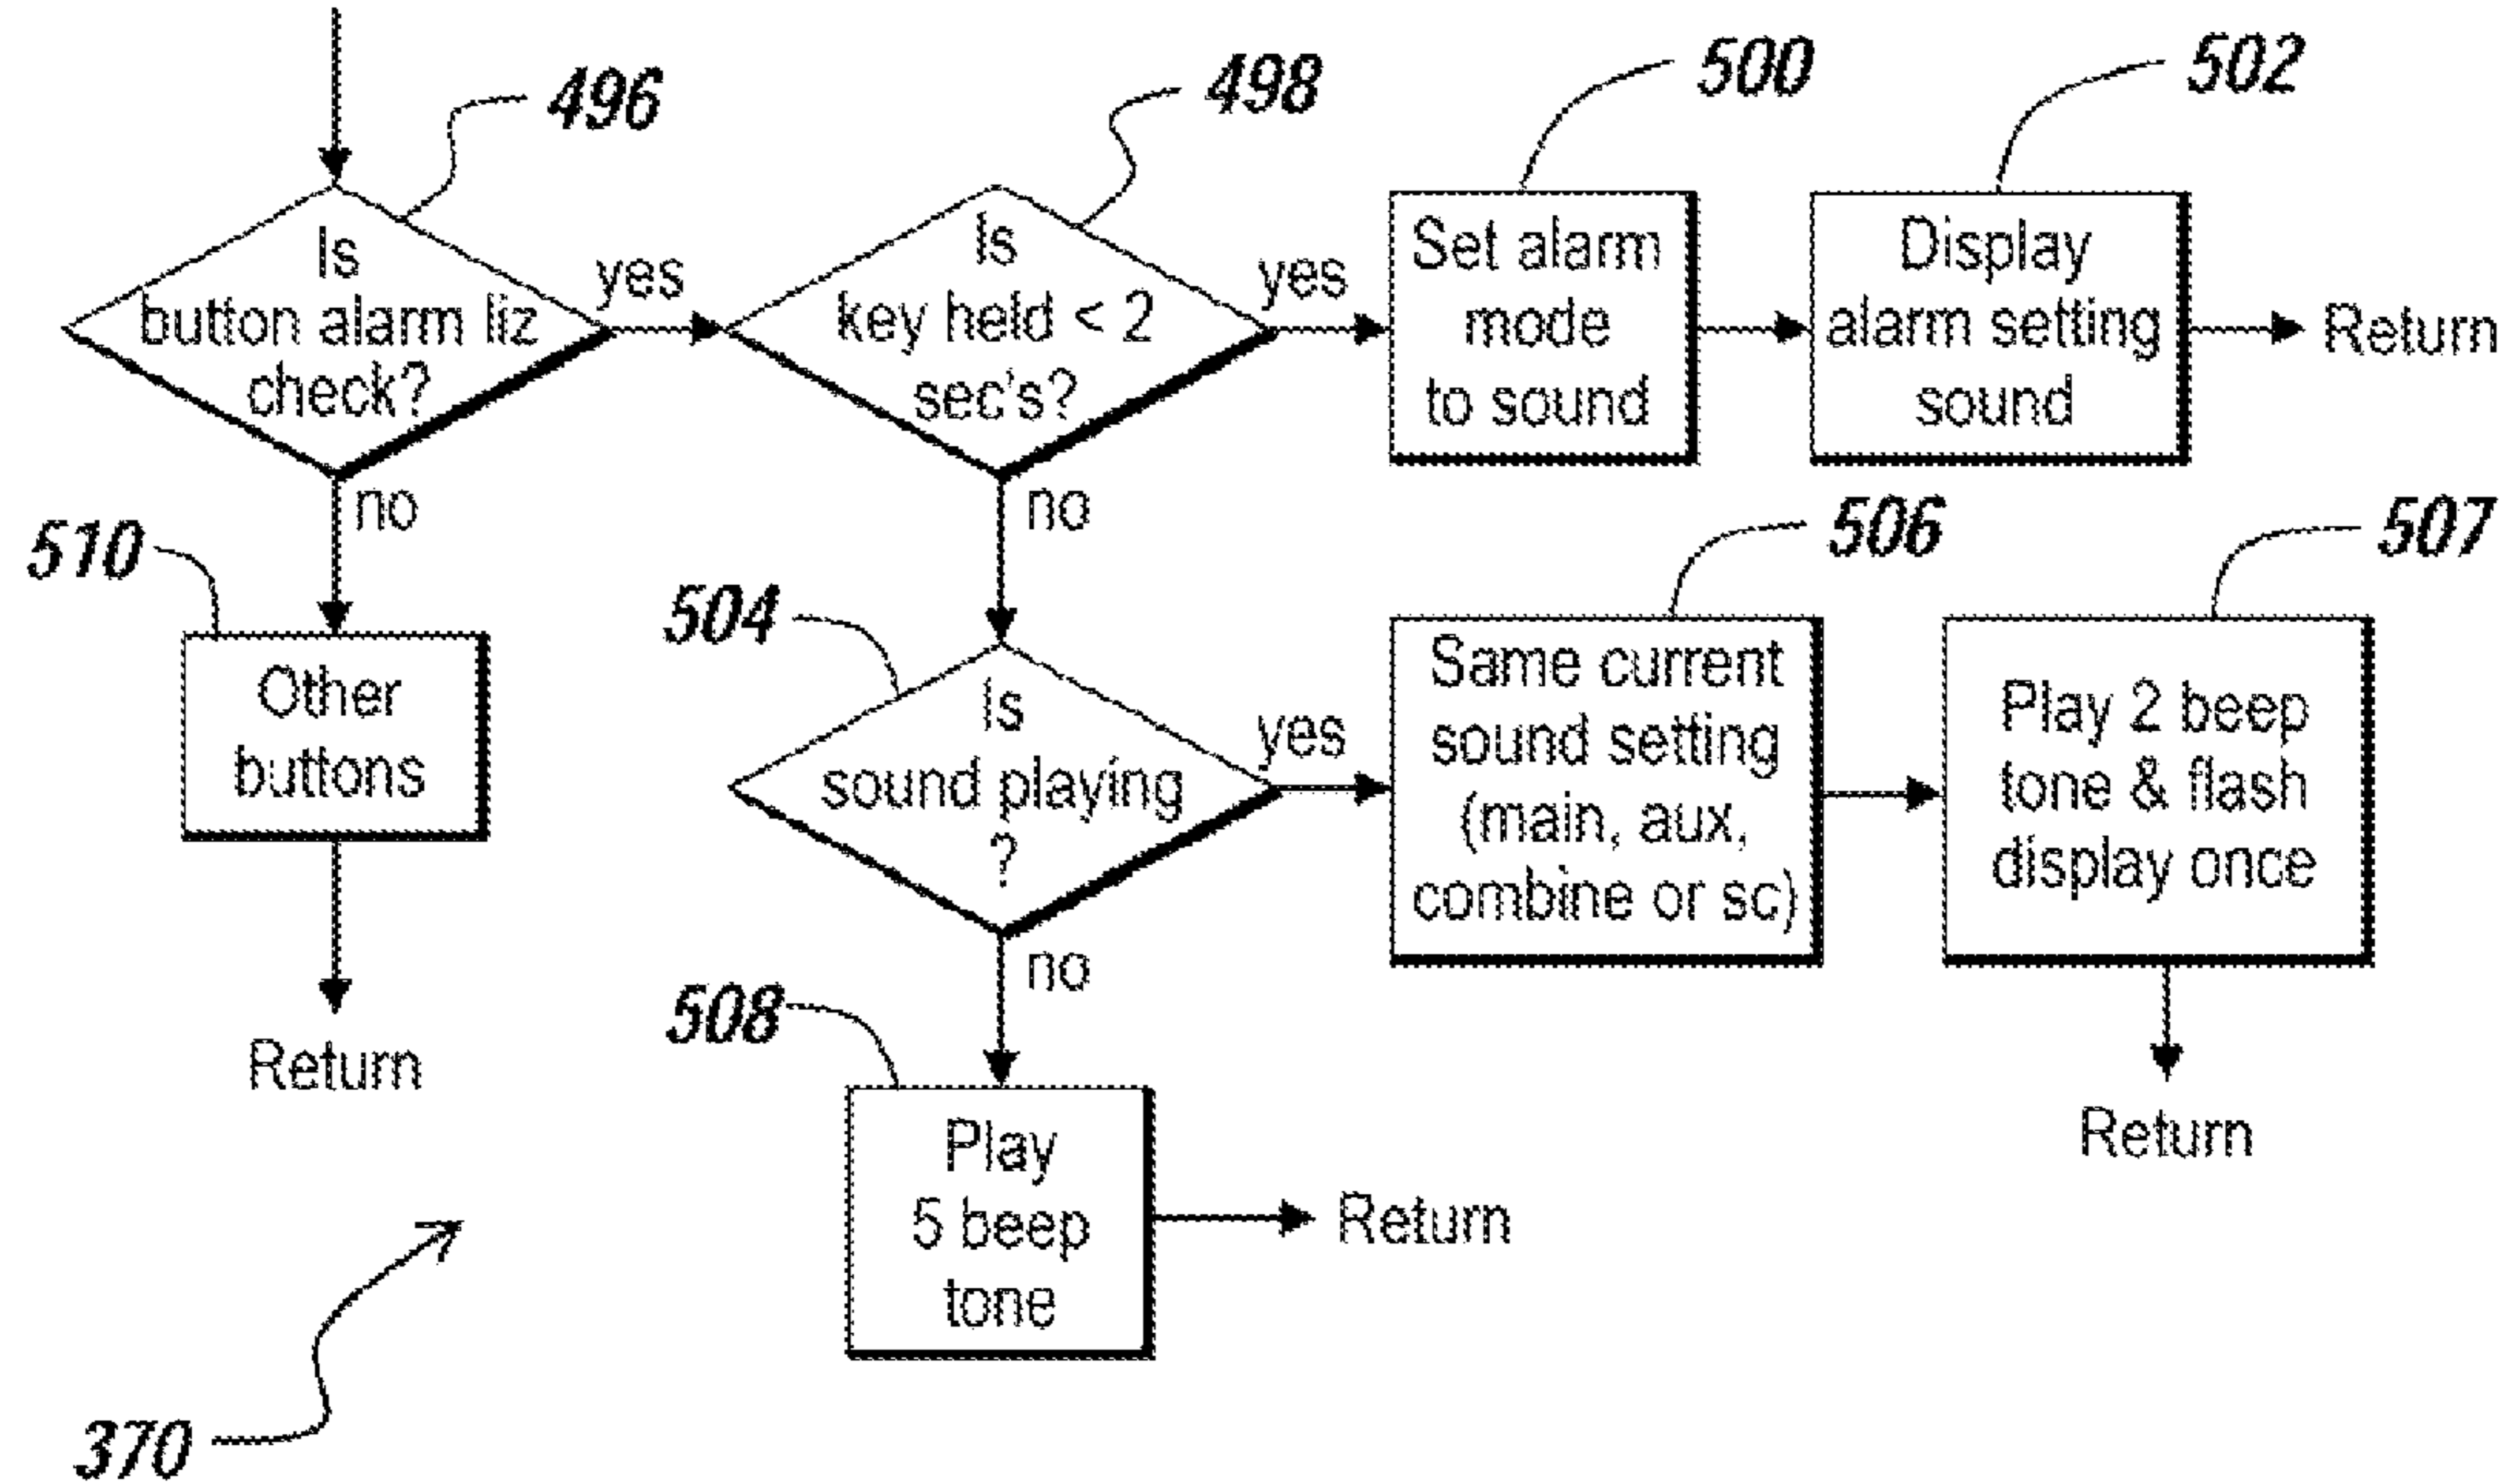 496
498
500
502
Is
button alarm liz
check?
yes
Is
key held < 2
sec's?
yes
Set alarm
mode
to sound
Display
alarm setting
sound
Return
no
no
510
Other
buttons
Return
504
Is
sound playing
?
yes
506
Same current
sound setting
(main, aux,
combine or sc)
507
Play 2 beep
tone & flash
display once
Return
no
508
Play
5 beep
tone
Return
370